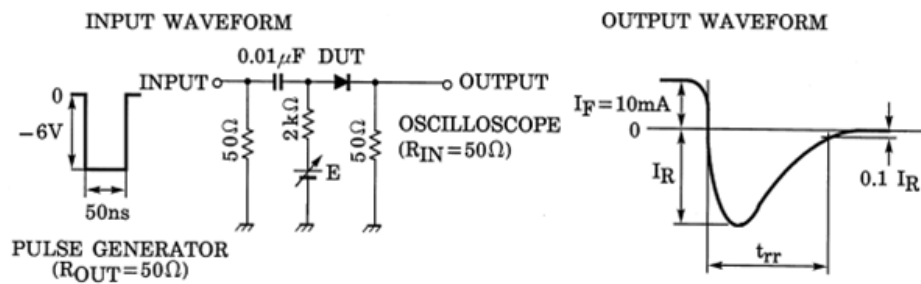 INPUT WAVEFORM
0
−6V
50ns
PULSE GENERATOR
(ROUT=50Ω)
0.01μF DUT
INPUT
OUTPUT
50Ω
2kΩ
E
50Ω
OSCILLOSCOPE
(RIN=50Ω)
OUTPUT WAVEFORM
IF=10mA
0
IR
0.1 IR
trr